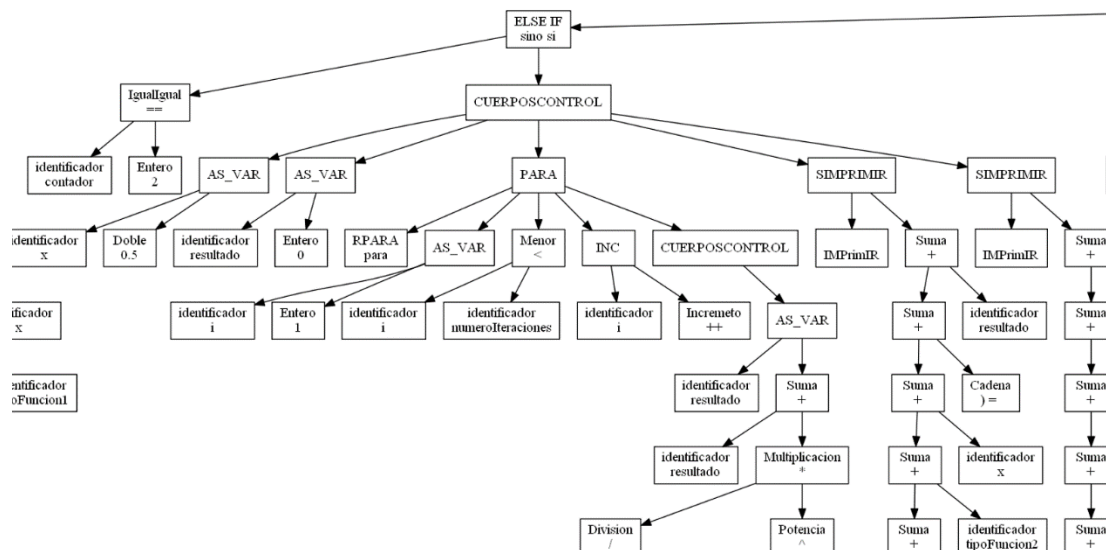 ELSE IF
sino si
IgualIgual
==
CUERPOSCONTROL
identificador
contador
Entero
2
AS_VAR
AS_VAR
PARA
SIMPRIMIR
SIMPRIMIR
identificador
x
Doble
0.5
identificador
resultado
Entero
0
RPARA
para
AS_VAR
Menor
<
INC
CUERPOSCONTROL
IMPrimIR
Suma
+
IMPrimIR
Suma
+
x
identificador
i
Entero
1
identificador
i
identificador
numeroIteraciones
identificador
i
Incremeto
++
AS_VAR
Suma
+
identificador
resultado
Suma
+
oFuncion1
identificador
resultado
Suma
+
Suma
+
Cadena
) =
Suma
+
identificador
resultado
Multiplicacion
*
Suma
+
identificador
x
Suma
+
Division
/
Potencia
^
Suma
+
identificador
tipoFuncion2
Suma
+